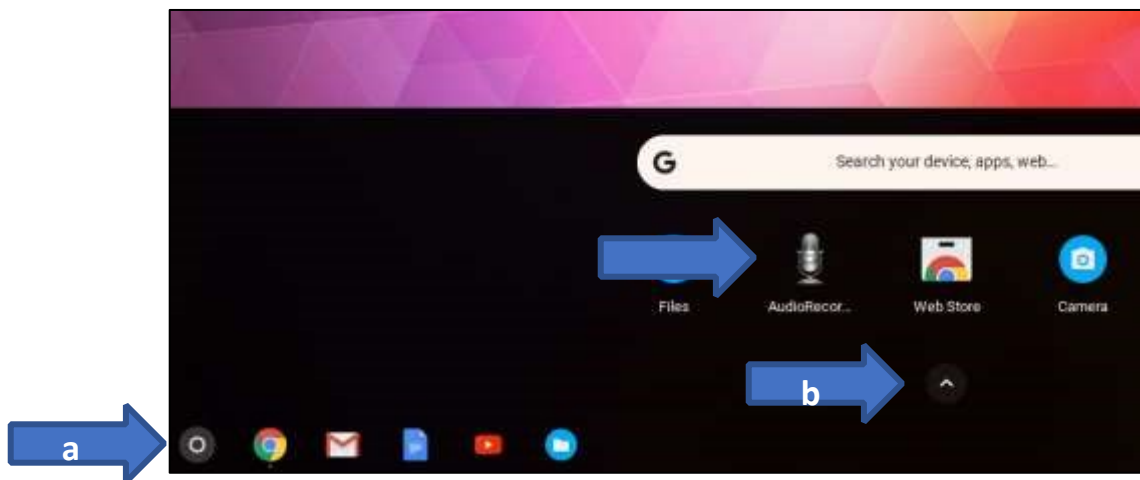 G Search your device, apps, web...
Files AudioRecor... Web Store Camera
b
a